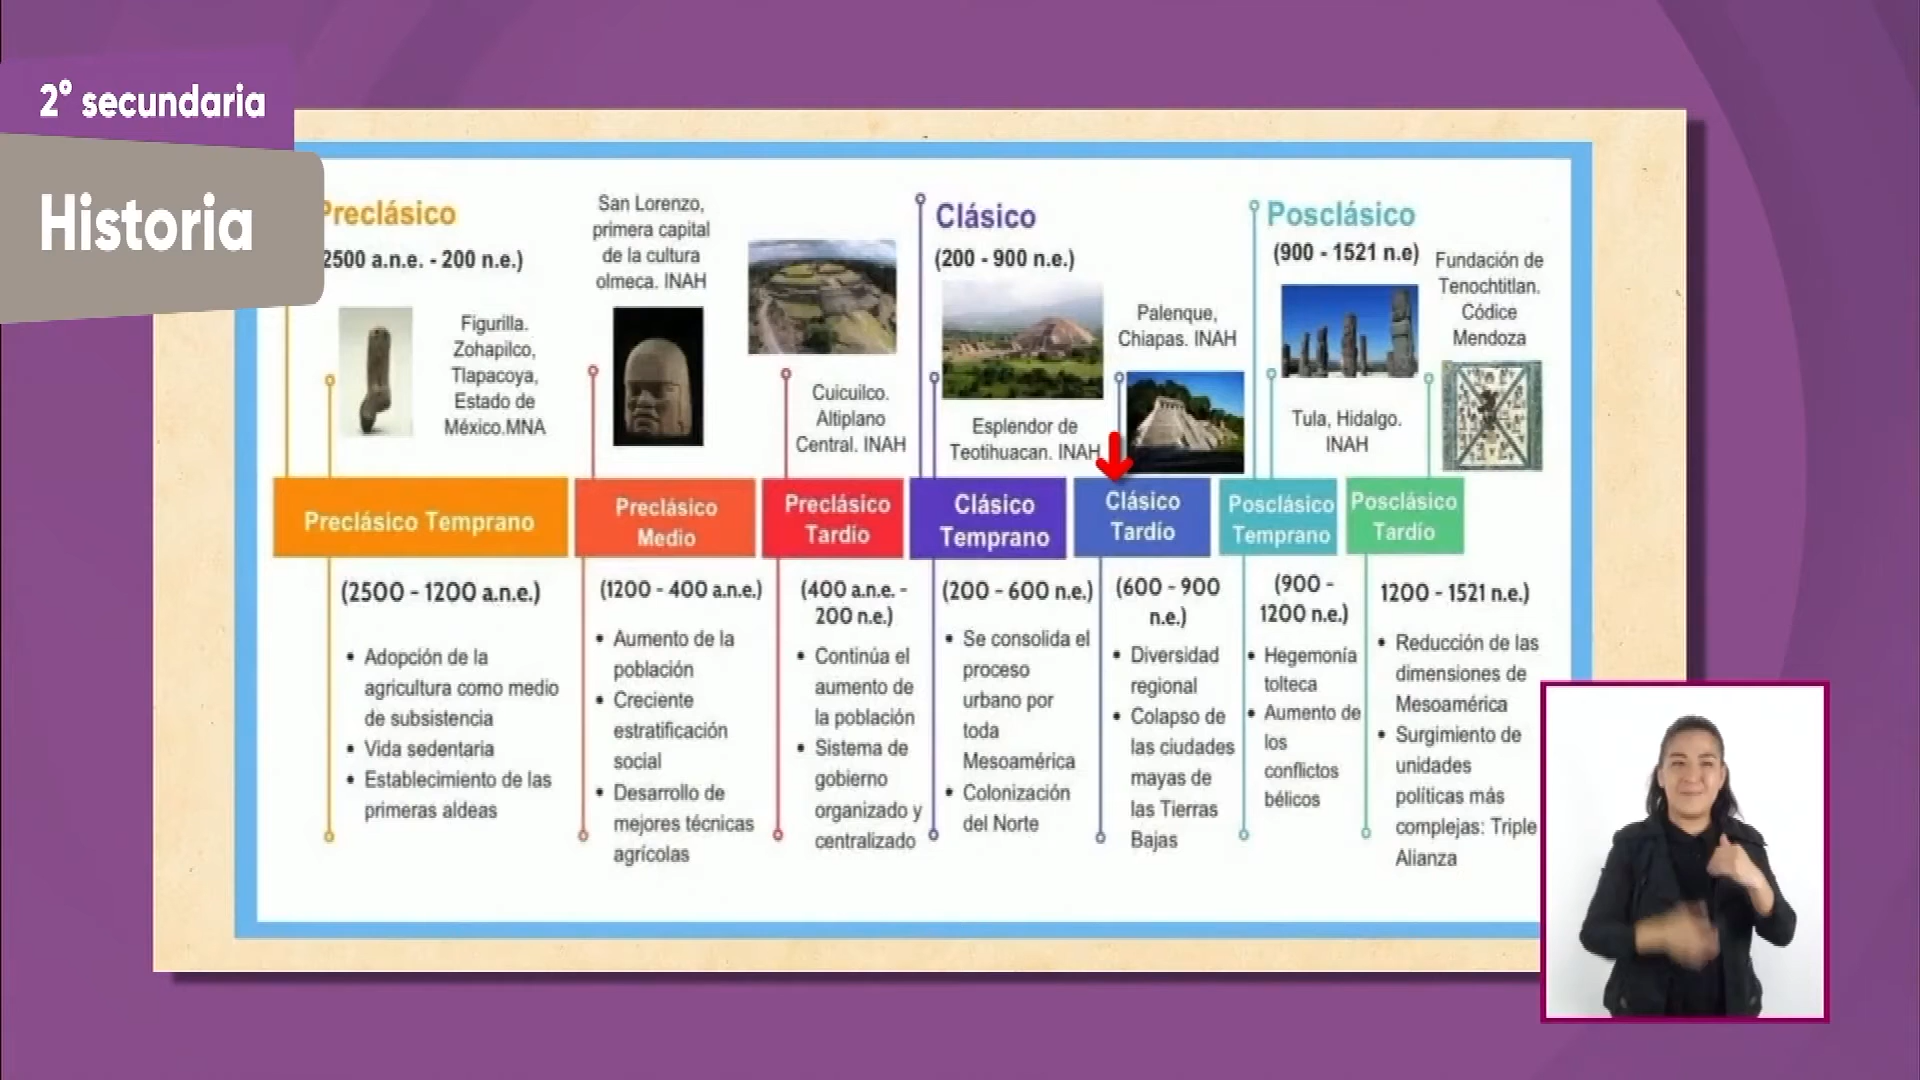 2° secundaria
Historia
Preclásico
2500 a.n.e. - 200 n.e.)
Figurilla.
Zohapilco,
Tlapacoya,
Estado de
México.MNA
San Lorenzo,
primera capital
de la cultura
olmeca. INAH
Cuicuilco.
Altiplano
Central. INAH
Clásico
(200 - 900 n.e.)
Esplendor de
Teotihuacan. INAH
Palenque,
Chiapas. INAH
Posclásico
(900 - 1521 n.e)
Tula, Hidalgo.
INAH
Fundación de
Tenochtitlan.
Códice
Mendoza
Preclásico Temprano
(2500 - 1200 a.n.e.)
• Adopción de la
agricultura como medio
de subsistencia
• Vida sedentaria
• Establecimiento de las
primeras aldeas
Preclásico
Medio
(1200 - 400 a.n.e.)
• Aumento de la
población
• Creciente
estratificación
social
• Desarrollo de
mejores técnicas
agrícolas
Preclásico
Tardío
(400 a.n.e. -
200 n.e.)
• Continúa el
aumento de
la población
• Sistema de
gobierno
organizado y
centralizado
Clásico
Temprano
(200 - 600 n.e.)
• Se consolida el
proceso
urbano por
toda
Mesoamérica
• Colonización
del Norte
Clásico
Tardío
(600 - 900
n.e.)
• Diversidad
regional
• Colapso de
las ciudades
mayas de
las Tierras
Bajas
Posclásico
Temprano
(900 -
1200 n.e.)
• Hegemonía
tolteca
• Aumento de
los
conflictos
bélicos
Posclásico
Tardío
1200 - 1521 n.e.)
• Reducción de las
dimensiones de
Mesoamérica
• Surgimiento de
unidades
políticas más
complejas: Triple
Alianza